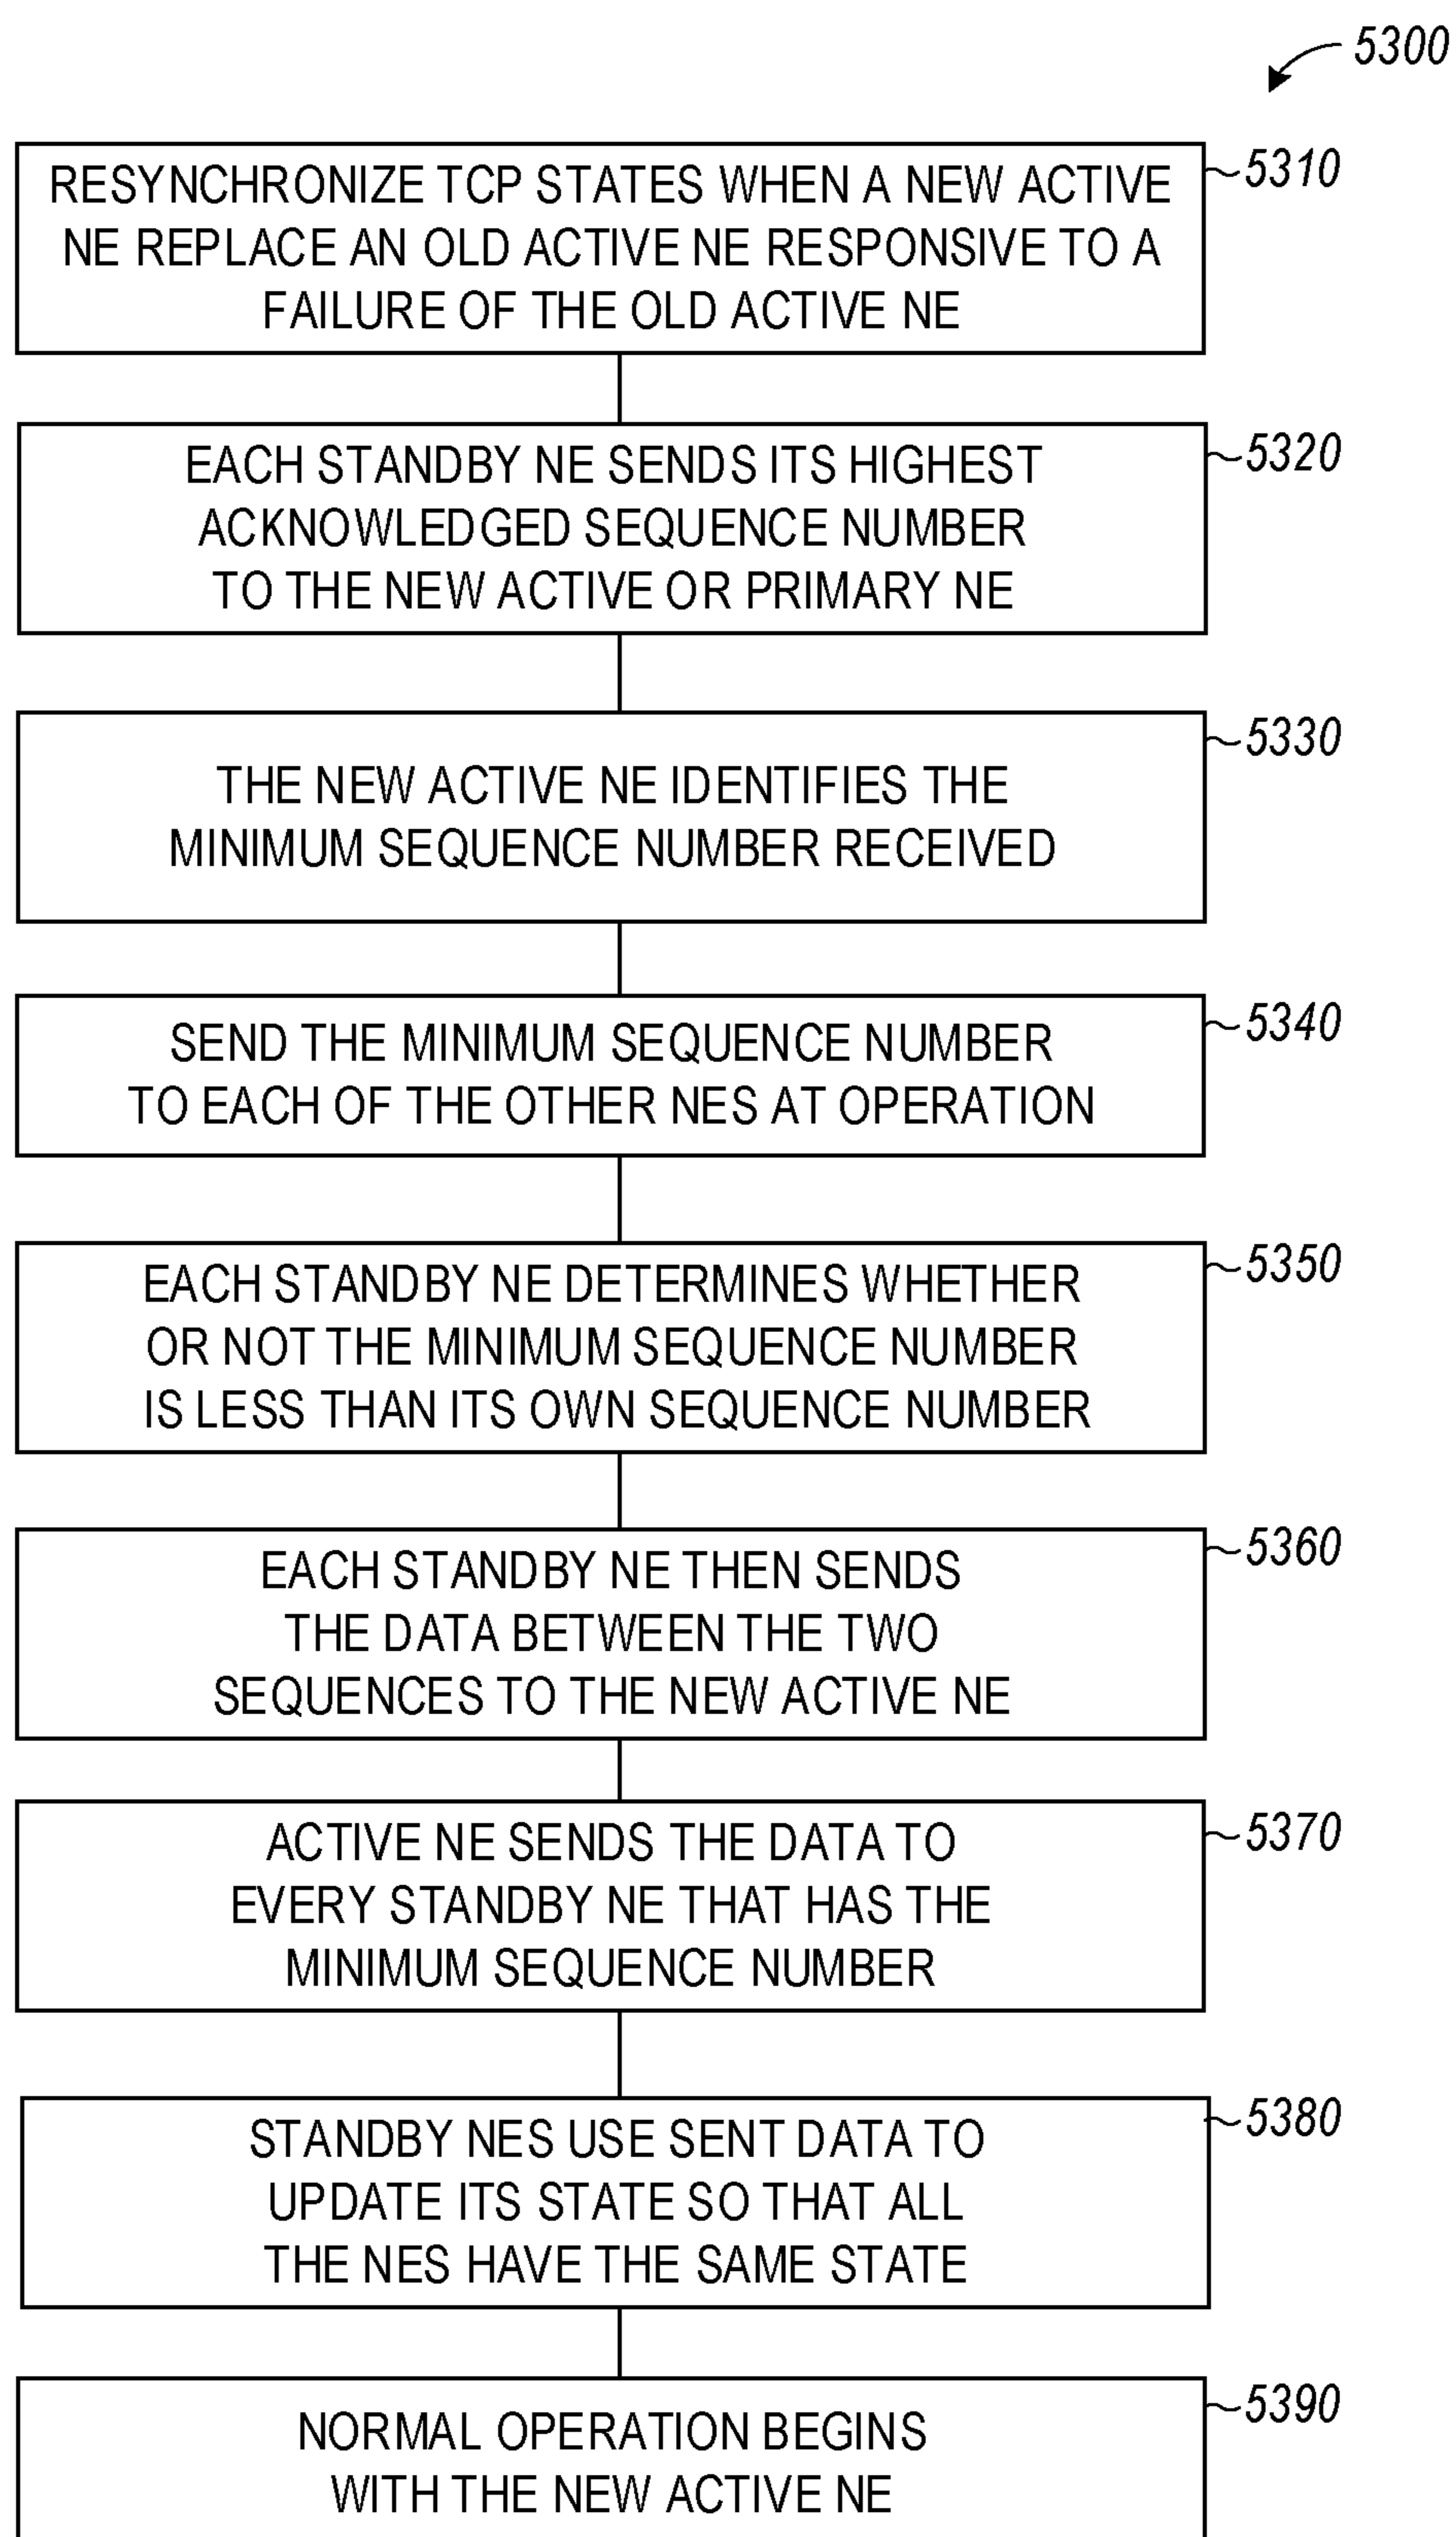 5300
5310
RESYNCHRONIZE TCP STATES WHEN A NEW ACTIVE
NE REPLACE AN OLD ACTIVE NE RESPONSIVE TO A
FAILURE OF THE OLD ACTIVE NE
5320
EACH STANDBY NE SENDS ITS HIGHEST
ACKNOWLEDGED SEQUENCE NUMBER
TO THE NEW ACTIVE OR PRIMARY NE
5330
THE NEW ACTIVE NE IDENTIFIES THE
MINIMUM SEQUENCE NUMBER RECEIVED
5340
SEND THE MINIMUM SEQUENCE NUMBER
TO EACH OF THE OTHER NES AT OPERATION
5350
EACH STANDBY NE DETERMINES WHETHER
OR NOT THE MINIMUM SEQUENCE NUMBER
IS LESS THAN ITS OWN SEQUENCE NUMBER
5360
EACH STANDBY NE THEN SENDS
THE DATA BETWEEN THE TWO
SEQUENCES TO THE NEW ACTIVE NE
5370
ACTIVE NE SENDS THE DATA TO
EVERY STANDBY NE THAT HAS THE
MINIMUM SEQUENCE NUMBER
5380
STANDBY NES USE SENT DATA TO
UPDATE ITS STATE SO THAT ALL
THE NES HAVE THE SAME STATE
5390
NORMAL OPERATION BEGINS
WITH THE NEW ACTIVE NE